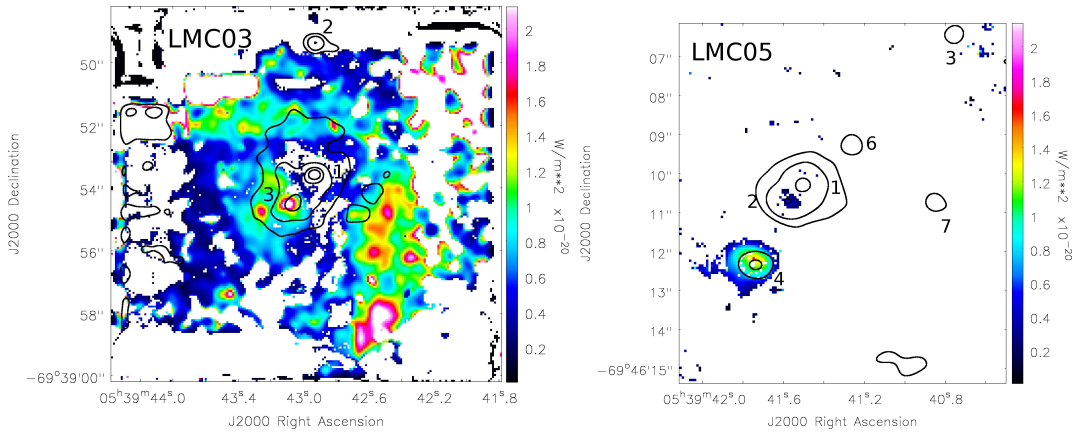 LMC03
2
1
3
50''
52''
54''
56''
58''
−69°39'00''
05ʰ39ᵐ44ˢ.0
43ˢ.6
43ˢ.2
42ˢ.8
42ˢ.6
42ˢ.2
41ˢ.8
J2000 Right Ascension
J2000 Declination
2
1.8
1.6
1.4
1.2
1
0.8
0.6
0.4
0.2
W/m**2 x10⁻²⁰
LMC05
3
6
1
2
7
4
07''
08''
09''
10''
11''
12''
13''
14''
−69°46'15''
05ʰ39ᵐ42ˢ.0
41ˢ.6
41ˢ.2
40ˢ.8
J2000 Right Ascension
J2000 Declination
2
1.8
1.6
1.4
1.2
1
0.8
0.6
0.4
0.2
W/m**2 x10⁻²⁰